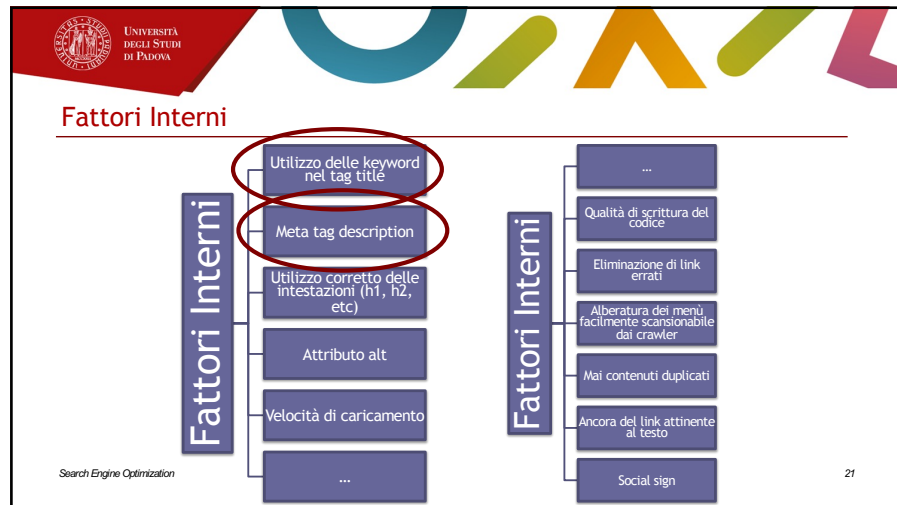 UNIVERSITÀ
DEGLI STUDI
DI PADOVA
Fattori Interni
Fattori Interni
Utilizzo delle keyword
nel tag title
Meta tag description
Utilizzo corretto delle
intestazioni (h1, h2,
etc)
Attributo alt
Velocità di caricamento
...
Fattori Interni
...
Qualità di scrittura del
codice
Eliminazione di link
errati
Alberatura dei menù
facilmente scansionabile
dai crawler
Mai contenuti duplicati
Ancora del link attinente
al testo
Social sign
Search Engine Optimization
21